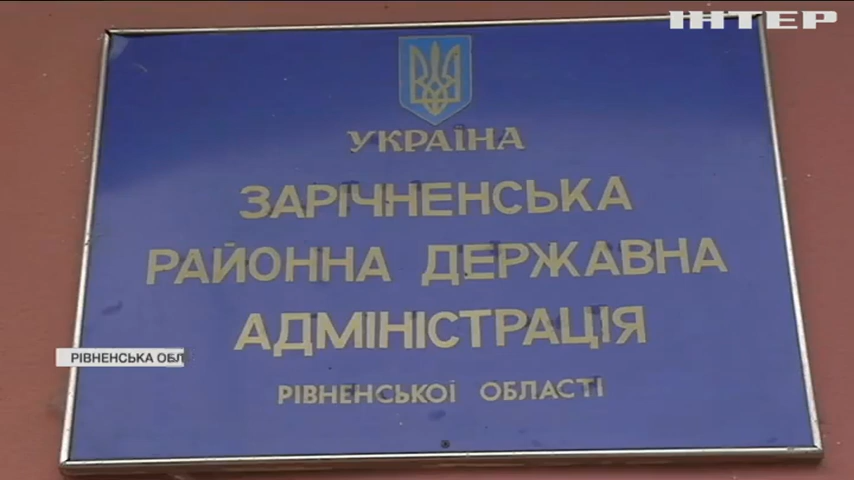 ІНТЕР
УКРАЇНА
ЗАРІЧНЕНСЬКА
РАЙОННА ДЕРЖАВНА
АДМІНІСТРАЦІЯ
РІВНЕНСЬКОЇ ОБЛАСТІ
РІВНЕНСЬКА ОБЛ